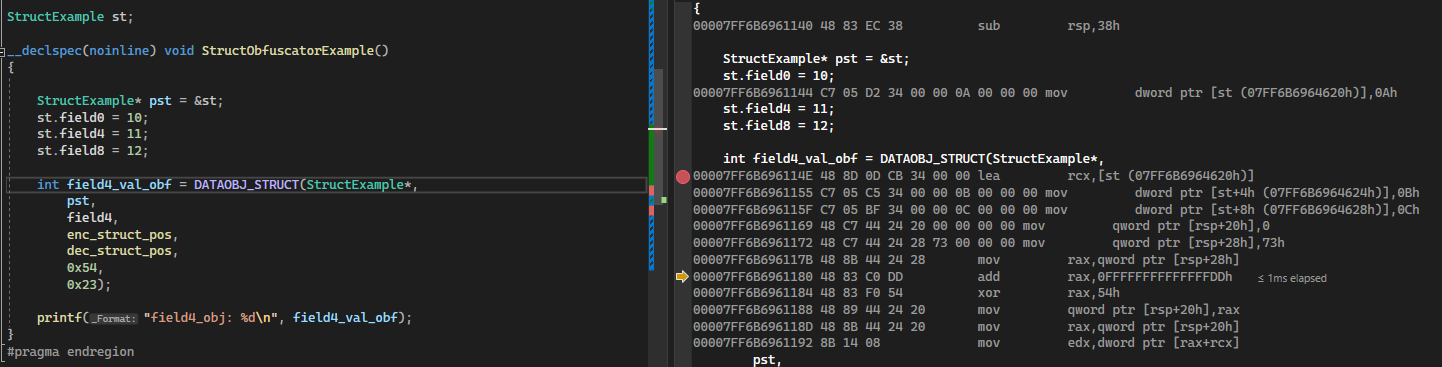 StructExample st;
__declspec(noinline) void StructObfuscatorExample()
{
StructExample* pst = &st;
st.field0 = 10;
st.field4 = 11;
st.field8 = 12;
int field4_val_obf = DATAOBJ_STRUCT(StructExample*,
pst,
field4,
enc_struct_pos,
dec_struct_pos,
0x54,
0x23);
printf(_Format: "field4_obj: %d\n", field4_val_obf);
}
#pragma endregion
{
00007FF6B6961140 48 83 EC 38 sub rsp,38h
StructExample* pst = &st;
st.field0 = 10;
00007FF6B6961144 C7 05 D2 34 00 00 0A 00 00 00 mov dword ptr [st (07FF6B6964620h)],0Ah
st.field4 = 11;
st.field8 = 12;
int field4_val_obf = DATAOBJ_STRUCT(StructExample*,
00007FF6B696114E 48 8D 0D CB 34 00 00 lea rcx,[st (07FF6B6964620h)]
00007FF6B6961155 C7 05 C5 34 00 00 0B 00 00 00 mov dword ptr [st+4h (07FF6B6964624h)],0Bh
00007FF6B696115F C7 05 BF 34 00 00 0C 00 00 00 mov dword ptr [st+8h (07FF6B6964628h)],0Ch
00007FF6B6961169 48 C7 44 24 20 00 00 00 00 mov qword ptr [rsp+20h],0
00007FF6B6961172 48 C7 44 24 28 73 00 00 00 mov qword ptr [rsp+28h],73h
00007FF6B696117B 48 8B 44 24 28 mov rax,qword ptr [rsp+28h]
00007FF6B6961180 48 83 C0 DD add rax,0FFFFFFFFFFFFFFDDh ≤ 1ms elapsed
00007FF6B6961184 48 83 F0 54 xor rax,54h
00007FF6B6961188 48 89 44 24 20 mov qword ptr [rsp+20h],rax
00007FF6B696118D 48 8B 44 24 20 mov rax,qword ptr [rsp+20h]
00007FF6B6961192 8B 14 08 mov edx,dword ptr [rax+rcx]
pst,